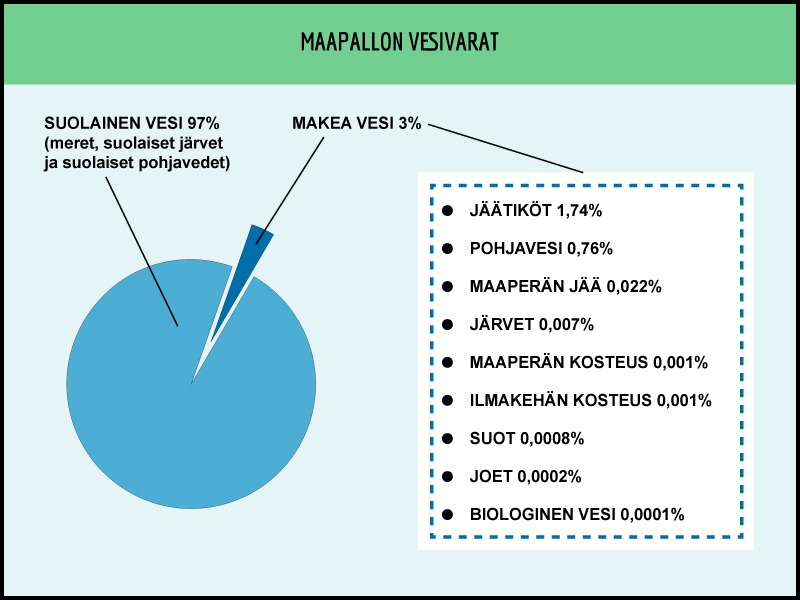 MAAPALLON VESIVARAT
SUOLAINEN VESI 97%
(meret, suolaiset järvet
ja suolaiset pohjavedet)
MAKEA VESI 3%
JÄÄTIKÖT 1,74%
POHJAVESI 0,76%
MAAPERÄN JÄÄ 0,022%
JÄRVET 0,007%
MAAPERÄN KOSTEUS 0,001%
ILMAKEHÄN KOSTEUS 0,001%
SUOT 0,0008%
JOET 0,0002%
BIOLOGINEN VESI 0,0001%